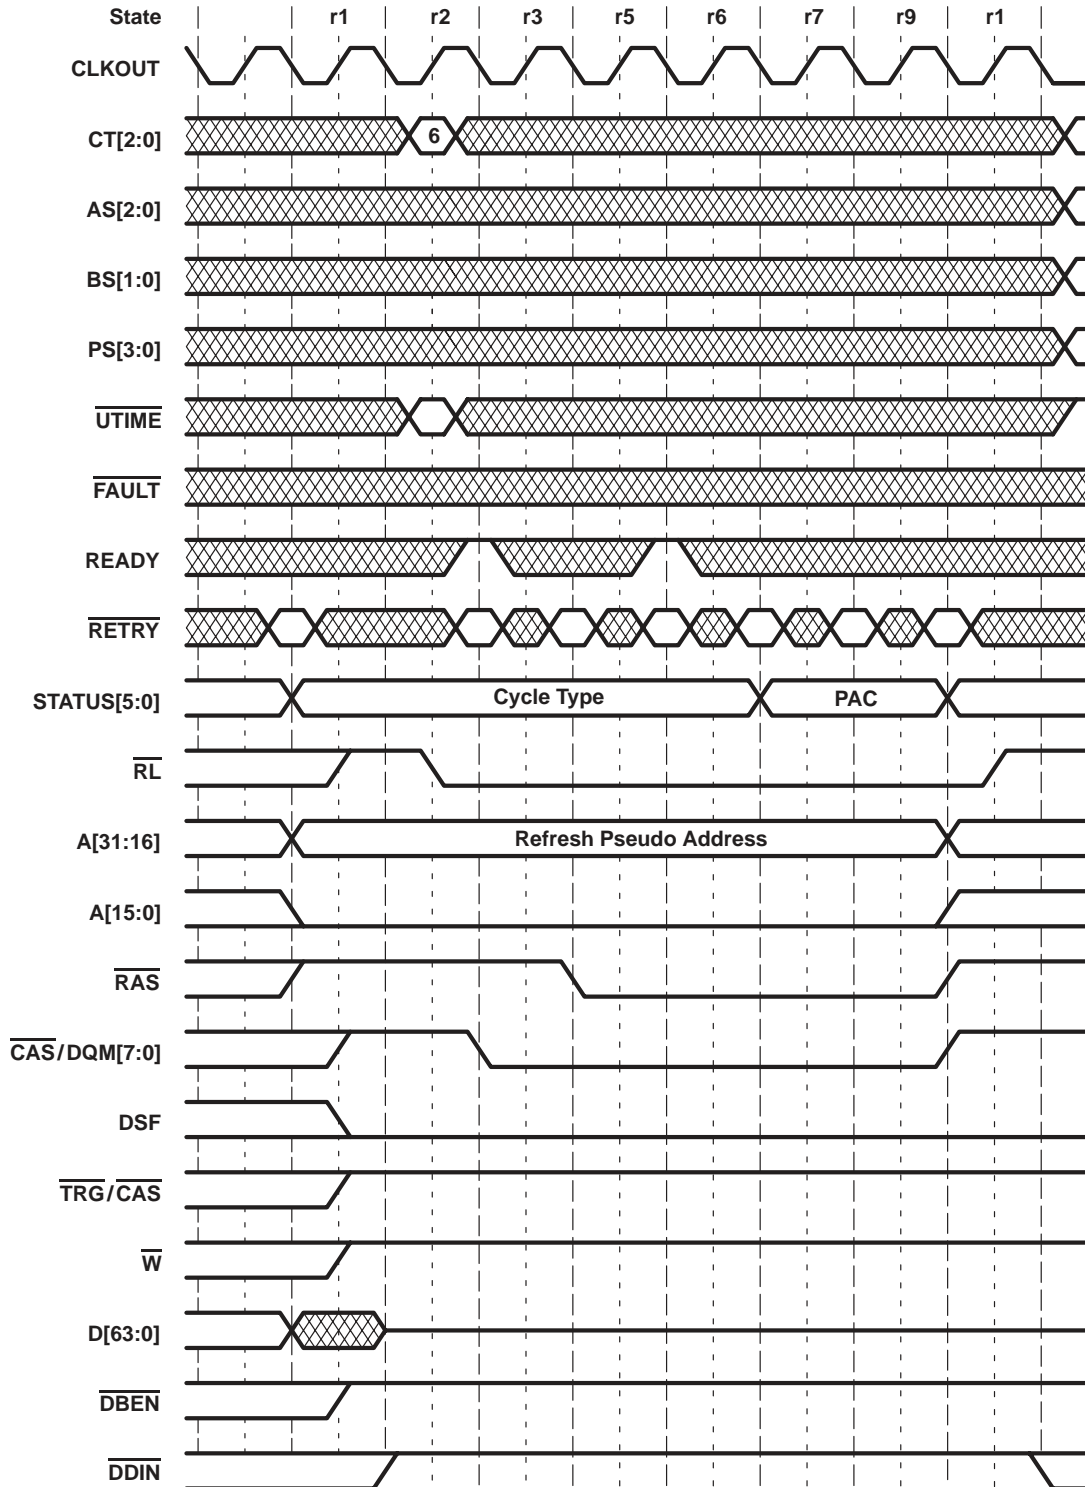 State r1 r2 r3 r5 r6 r7 r9 r1
CLKOUT
CT[2:0] 6
AS[2:0]
BS[1:0]
PS[3:0]
UTIME
FAULT
READY
RETRY
STATUS[5:0] Cycle Type PAC
RL
A[31:16] Refresh Pseudo Address
A[15:0]
RAS
CAS/DQM[7:0]
DSF
TRG/CAS
W
D[63:0]
DBEN
DDIN